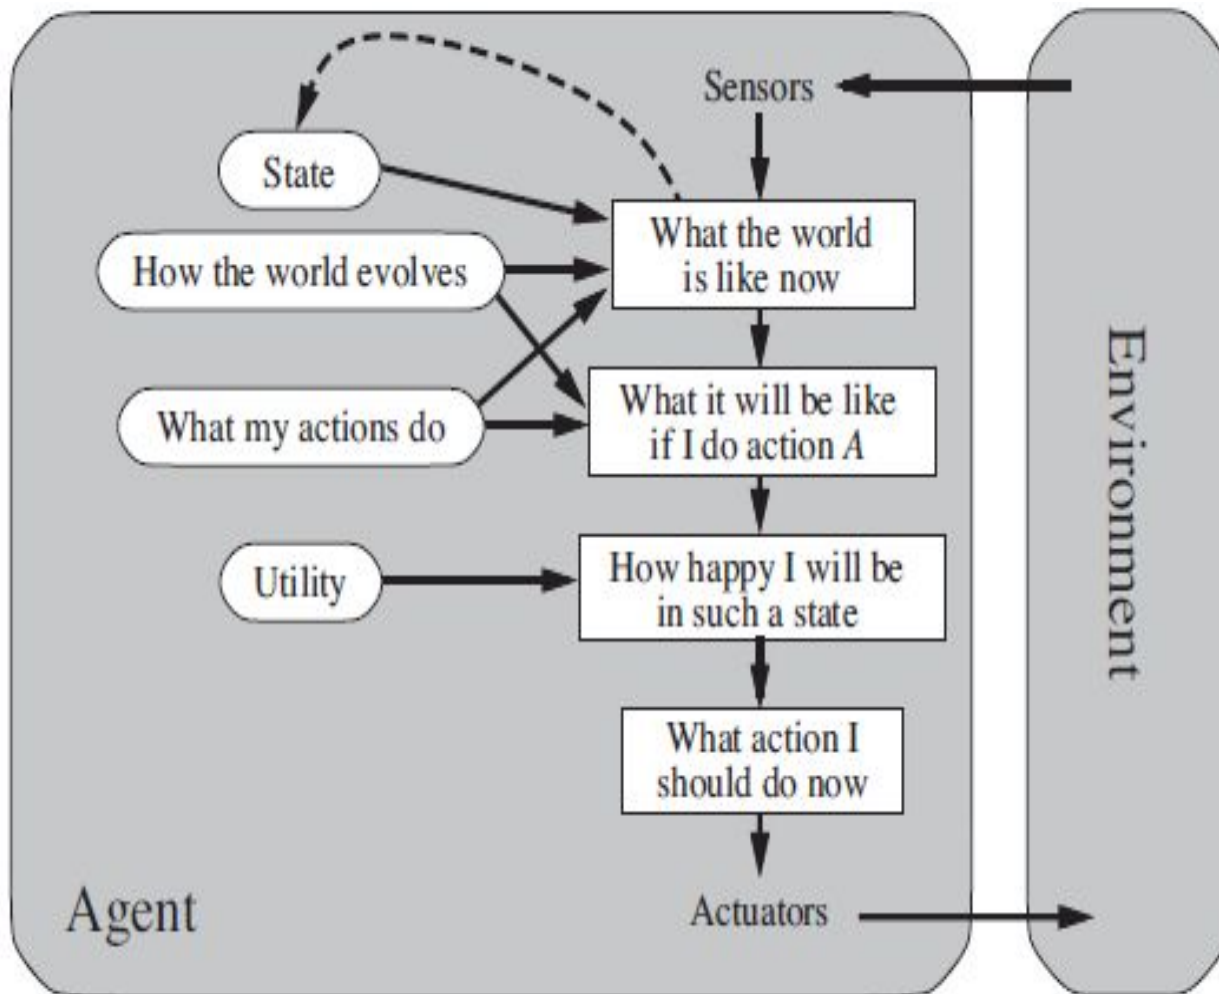 Sensors
State
What the world
is like now
How the world evolves
What it will be like
if I do action A
What my actions do
How happy I will be
in such a state
Utility
What action I
should do now
Agent
Actuators
Environment